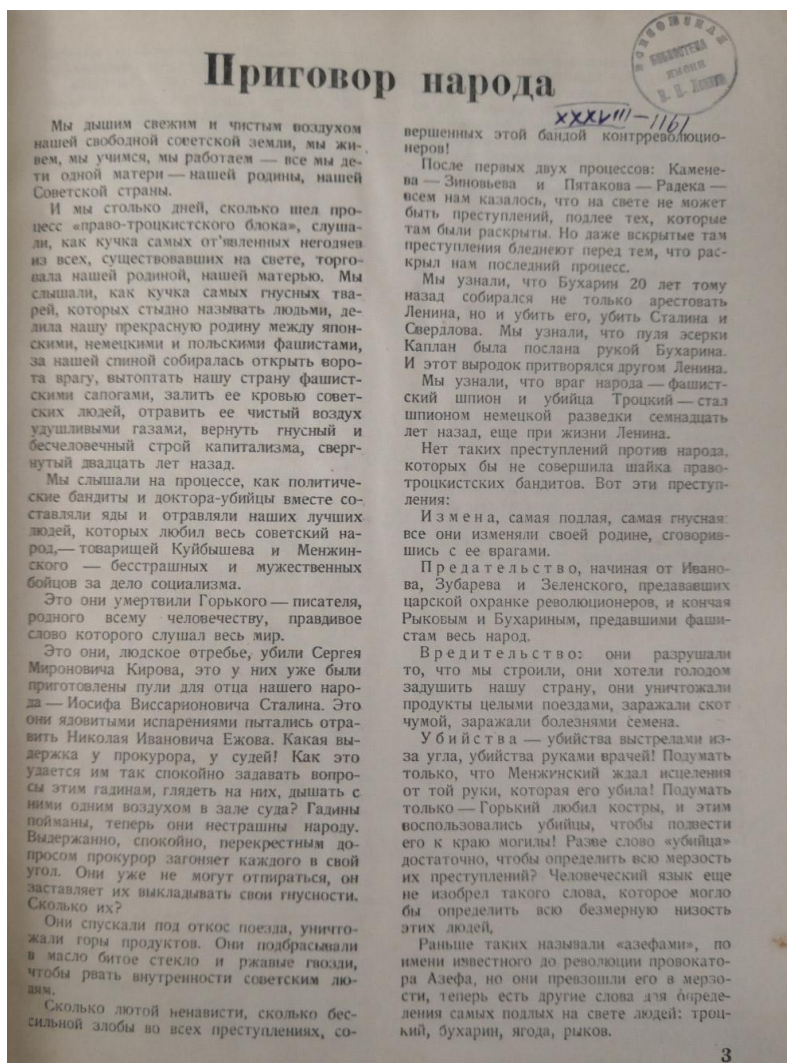 Приговор народа
БИБЛИОТЕКА
ИМЕНИ
XXXVIII-1161
Мы дышим свежим и чистым воздухом
нашей свободной советской земли, мы жи-
вем, мы учимся, мы работаем — все мы де-
ти одной матери — нашей родины, нашей
Советской страны.
И мы столько дней, сколько шел про-
цесс «право-троцкистского блока», слуша-
ли, как кучка самых от'явленных негодяев
из всех, существовавших на свете, торго-
вала нашей родиной, нашей матерью. Мы
слышали, как кучка самых гнусных тва-
рей, которых стыдно называть людьми, де-
лила нашу прекрасную родину между япон-
скими, немецкими и польскими фашистами,
за нашей спиной собиралась открыть воро-
та врагу, вытоптать нашу страну фашист-
скими сапогами, залить ее кровью совет-
ских людей, отравить ее чистый воздух
удушливыми газами, вернуть гнусный и
бесчеловечный строй капитализма, сверг-
нутый двадцать лет назад.
Мы слышали на процессе, как политиче-
ские бандиты и доктора-убийцы вместе со-
ставляли яды и отравляли наших лучших
людей, которых любил весь советский на-
род,— товарищей Куйбышева и Менжин-
ского — бесстрашных и мужественных
бойцов за дело социализма.
Это они умертвили Горького — писателя,
родного всему человечеству, правдивое
слово которого слушал весь мир.
Это они, людское отребье, убили Сергея
Мироновича Кирова, это у них уже были
приготовлены пули для отца нашего наро-
да — Иосифа Виссарионовича Сталина. Это
они ядовитыми испарениями пытались отра-
вить Николая Ивановича Ежова. Какая вы-
держка у прокурора, у судей! Как это
удается им так спокойно задавать вопро-
сы этим гадинам, глядеть на них, дышать с
ними одним воздухом в зале суда? Гадины
пойманы, теперь они нестрашны народу.
Выдержанно, спокойно, перекрестным до-
просом прокурор загоняет каждого в свой
угол. Они уже не могут отпираться, он
заставляет их выкладывать свои гнусности.
Сколько их?
Они спускали под откос поезда, уничто-
жали горы продуктов. Они подбрасывали
в масло битое стекло и ржавые гвозди,
чтобы рвать внутренности советским лю-
дям.
Сколько лютой ненависти, сколько бес-
сильной злобы во всех преступлениях, со-
вершенных этой бандой контрреволюцио-
неров!
После первых двух процессов: Камене-
ва — Зиновьева и Пятакова — Радека —
всем нам казалось, что на свете не может
быть преступлений, подлее тех, которые
там были раскрыты. Но даже вскрытые там
преступления бледнеют перед тем, что рас-
крыл нам последний процесс.
Мы узнали, что Бухарин 20 лет тому
назад собирался не только арестовать
Ленина, но и убить его, убить Сталина и
Свердлова. Мы узнали, что пуля эсерки
Каплан была послана рукой Бухарина.
И этот выродок притворялся другом Ленина.
Мы узнали, что враг народа — фашист-
ский шпион и убийца Троцкий — стал
шпионом немецкой разведки семнадцать
лет назад, еще при жизни Ленина.
Нет таких преступлений против народа,
которых бы не совершила шайка право-
троцкистских бандитов. Вот эти преступ-
ления:
Измена, самая подлая, самая гнусная:
все они изменяли своей родине, сговорив-
шись с ее врагами.
Предательство, начиная от Ивано-
ва, Зубарева и Зеленского, предававших
царской охранке революционеров, и кончая
Рыковым и Бухариным, предавшими фаши-
стам весь народ.
Вредительство: они разрушали
то, что мы строили, они хотели голодом
задушить нашу страну, они уничтожали
продукты целыми поездами, заражали скот
чумой, заражали болезнями семена.
Убийства — убийства выстрелами из-
за угла, убийства руками врачей! Подумать
только, что Менжинский ждал исцеления
от той руки, которая его убила! Подумать
только — Горький любил костры, и этим
воспользовались убийцы, чтобы подвести
его к краю могилы! Разве слово «убийца»
достаточно, чтобы определить всю мерзость
их преступлений? Человеческий язык еще
не изобрел такого слова, которое могло
бы определить всю безмерную низость
этих людей,
Раньше таких называли «азефами», по
имени известного до революции провокато-
ра Азефа, но они превзошли его в мерзо-
сти, теперь есть другие слова для опреде-
ления самых подлых на свете людей: троц-
кий, бухарин, ягода, рыков.
3